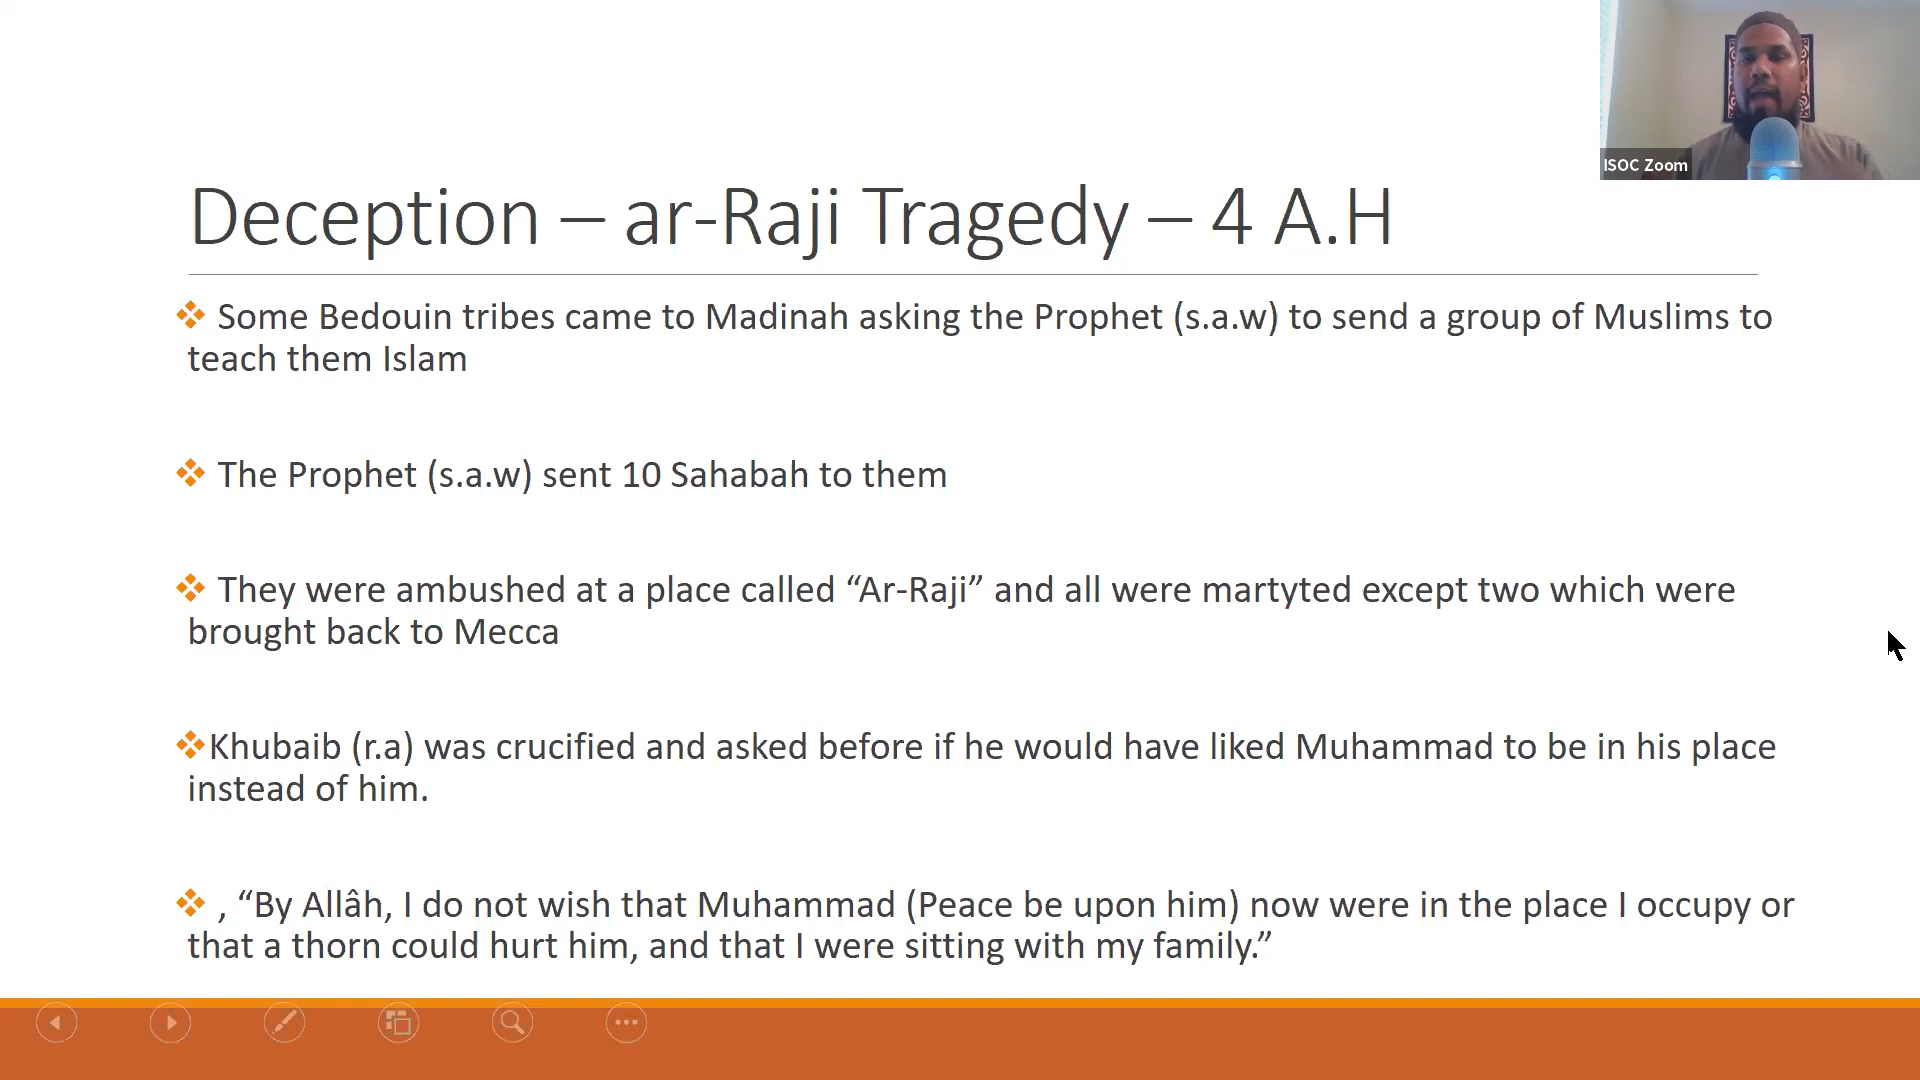 ISOC Zoom
Deception – ar-Raji Tragedy – 4 A.H
Some Bedouin tribes came to Madinah asking the Prophet (s.a.w) to send a group of Muslims to
teach them Islam
The Prophet (s.a.w) sent 10 Sahabah to them
They were ambushed at a place called “Ar-Raji” and all were martyted except two which were
brought back to Mecca
Khubaib (r.a) was crucified and asked before if he would have liked Muhammad to be in his place
instead of him.
, “By Allâh, I do not wish that Muhammad (Peace be upon him) now were in the place I occupy or
that a thorn could hurt him, and that I were sitting with my family.”